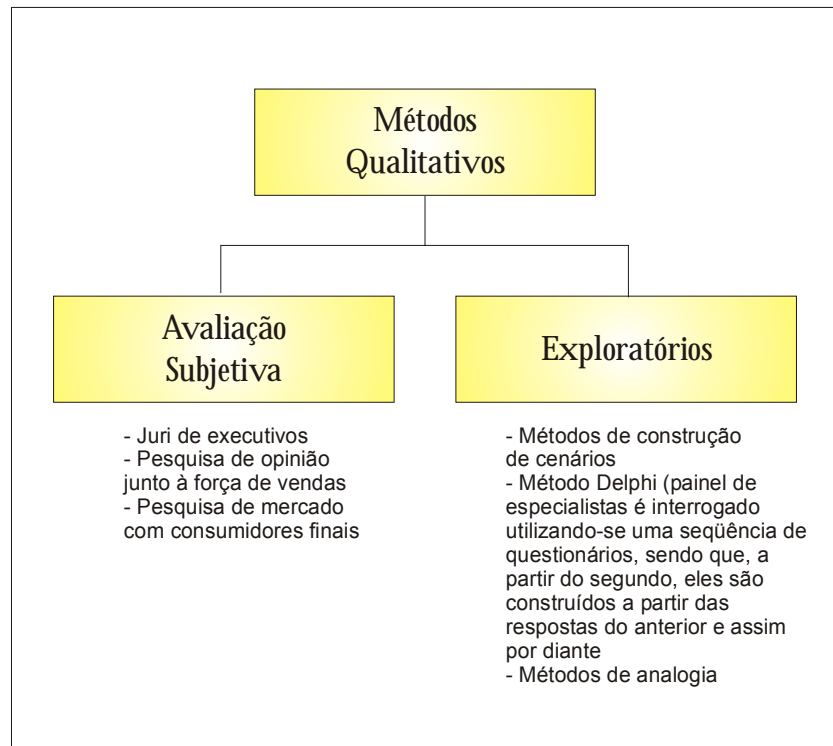 Métodos
Qualitativos
Avaliação
Subjetiva
- Juri de executivos
- Pesquisa de opinião
junto à força de vendas
- Pesquisa de mercado
com consumidores finais
Exploratórios
- Métodos de construção
de cenários
- Método Delphi (painel de
especialistas é interrogado
utilizando-se uma seqüência de
questionários, sendo que, a
partir do segundo, eles são
construídos a partir das
respostas do anterior e assim
por diante
- Métodos de analogia